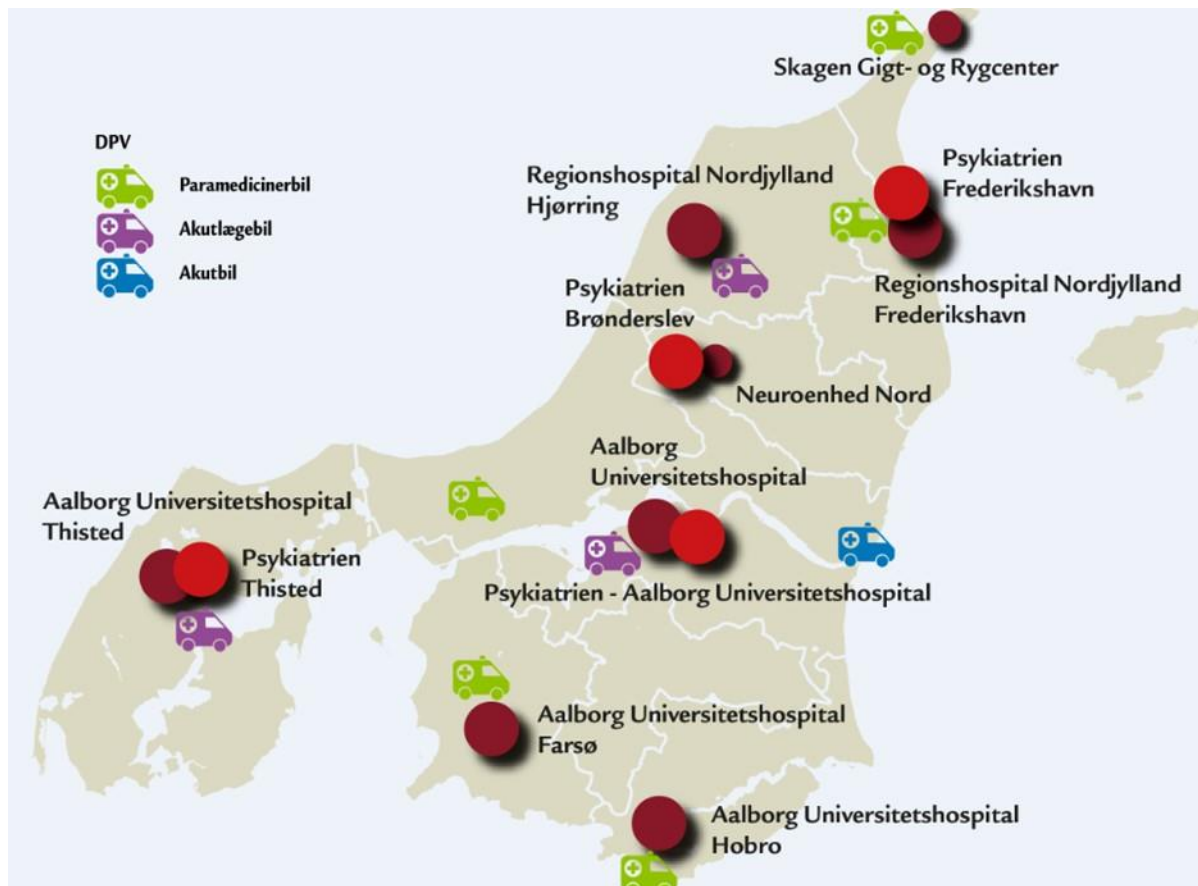 Skagen Gigt- og Rygcenter
DPV
Paramedicinerbil
Akutlægebil
Akutbil
Psykiatrien
Frederikshavn
Regionshospital Nordjylland
Hjørring
Regionshospital Nordjylland
Frederikshavn
Psykiatrien
Brønderslev
Neuroenhed Nord
Aalborg
Universitetshospital
Aalborg Universitetshospital
Thisted
Psykiatrien
Thisted
Psykiatrien - Aalborg Universitetshospital
Aalborg Universitetshospital
Farsø
Aalborg Universitetshospital
Hobro